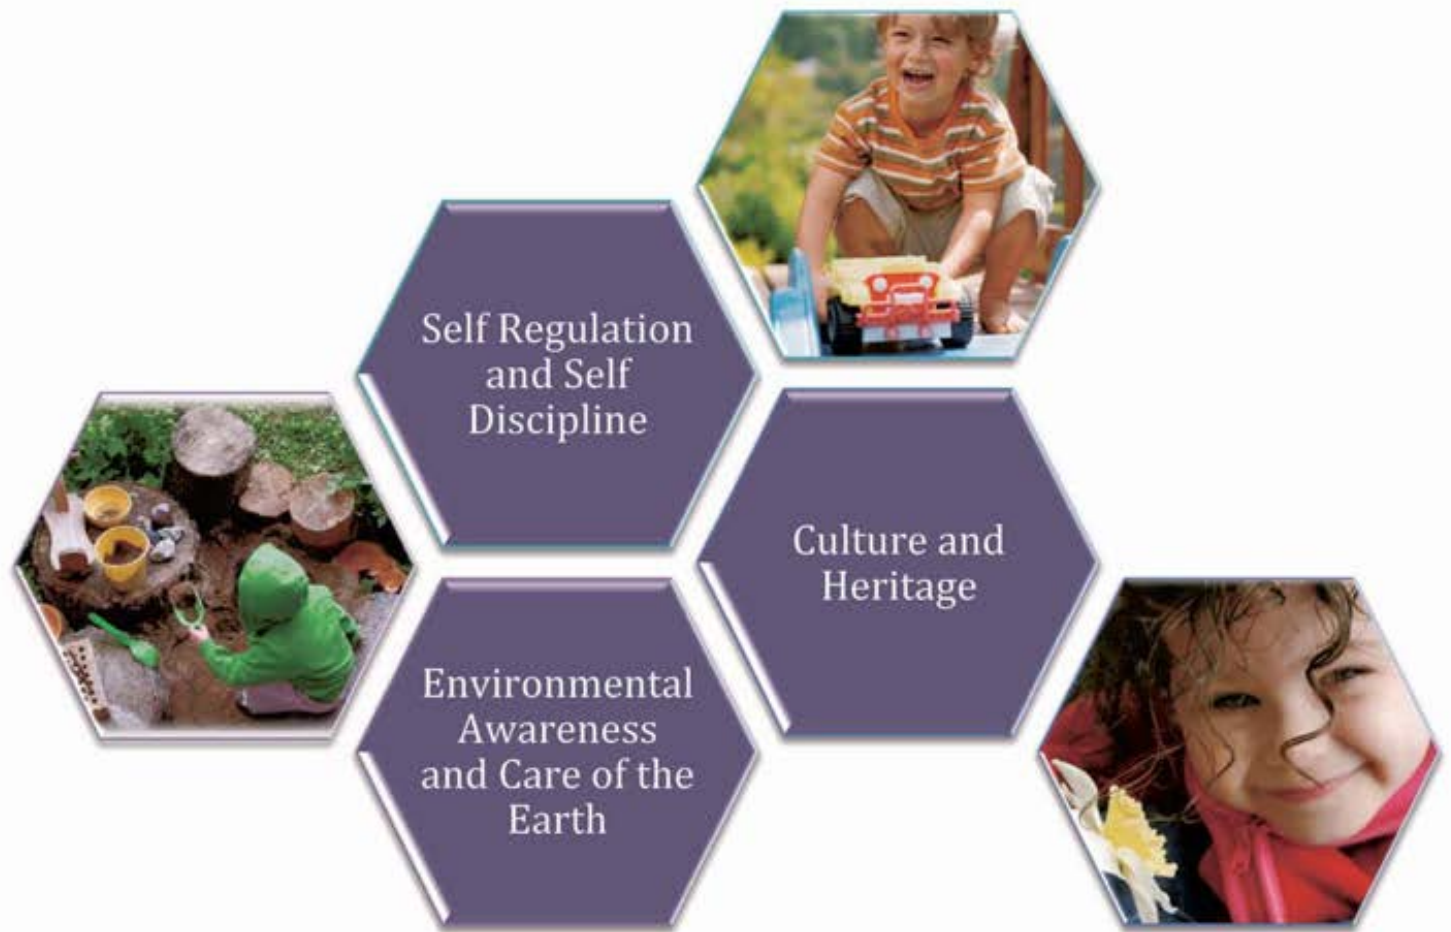 Self Regulation
and Self
Discipline
Culture and
Heritage
Environmental
Awareness
and Care of the
Earth